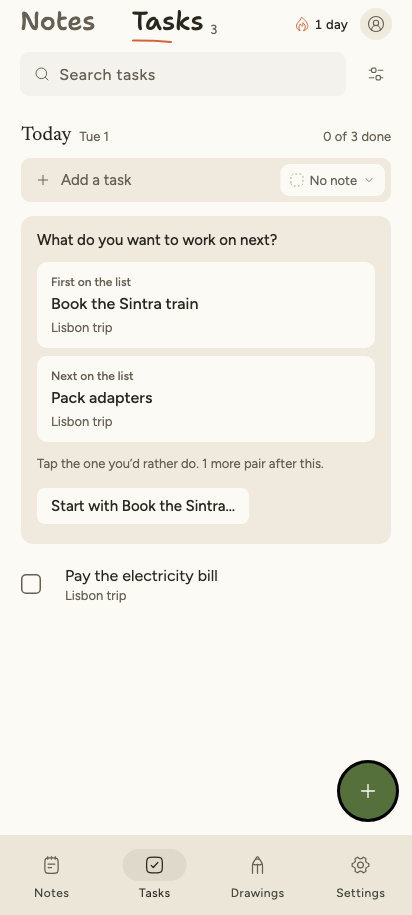 Notes
Tasks 3
1 day
Search tasks
Today Tue 1
0 of 3 done
Add a task
No note
What do you want to work on next?
First on the list
Book the Sintra train
Lisbon trip
Next on the list
Pack adapters
Lisbon trip
Tap the one you'd rather do. 1 more pair after this.
Start with Book the Sintra...
Pay the electricity bill
Lisbon trip
Notes
Tasks
Drawings
Settings